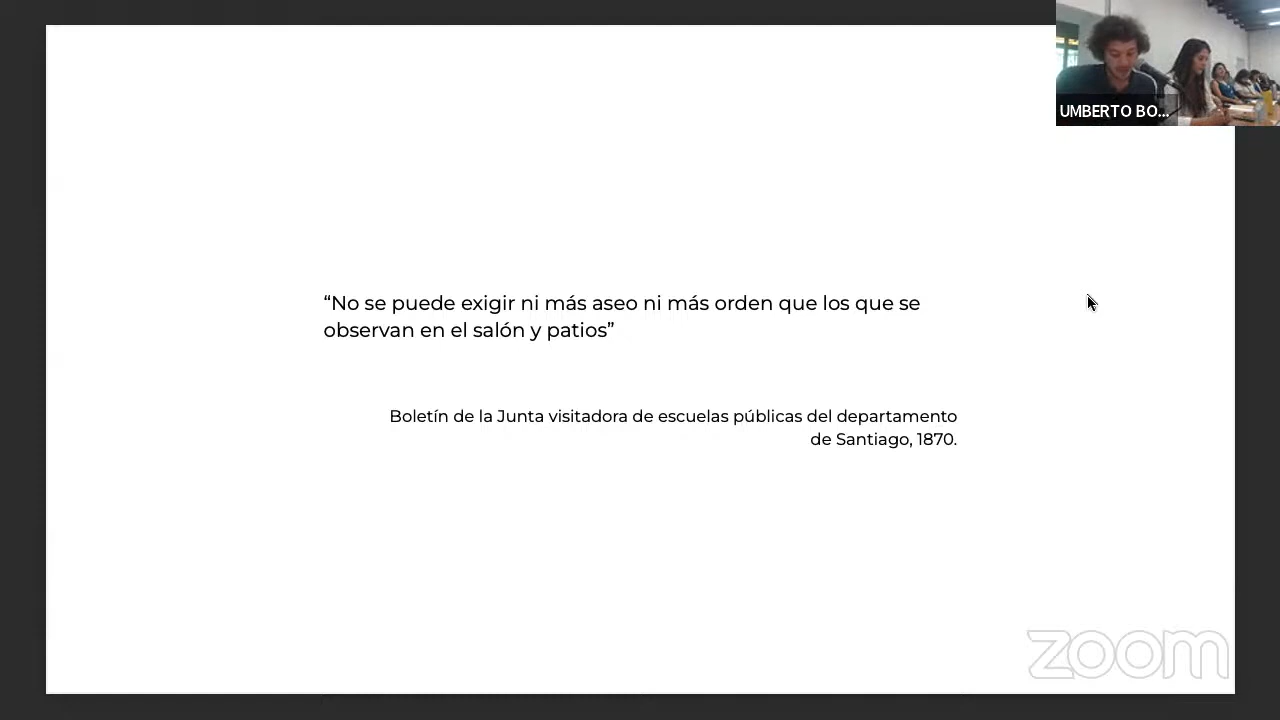 UMBERTO BO...
“No se puede exigir ni más aseo ni más orden que los que se
observan en el salón y patios”
Boletín de la Junta visitadora de escuelas públicas del departamento
de Santiago, 1870.
zoom